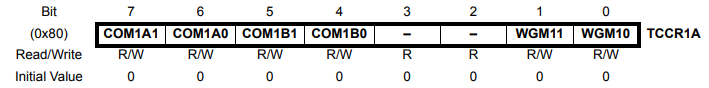 Bit 7 6 5 4 3 2 1 0
(0x80) COM1A1 COM1A0 COM1B1 COM1B0 – – WGM11 WGM10 TCCR1A
Read/Write R/W R/W R/W R/W R R R/W R/W
Initial Value 0 0 0 0 0 0 0 0